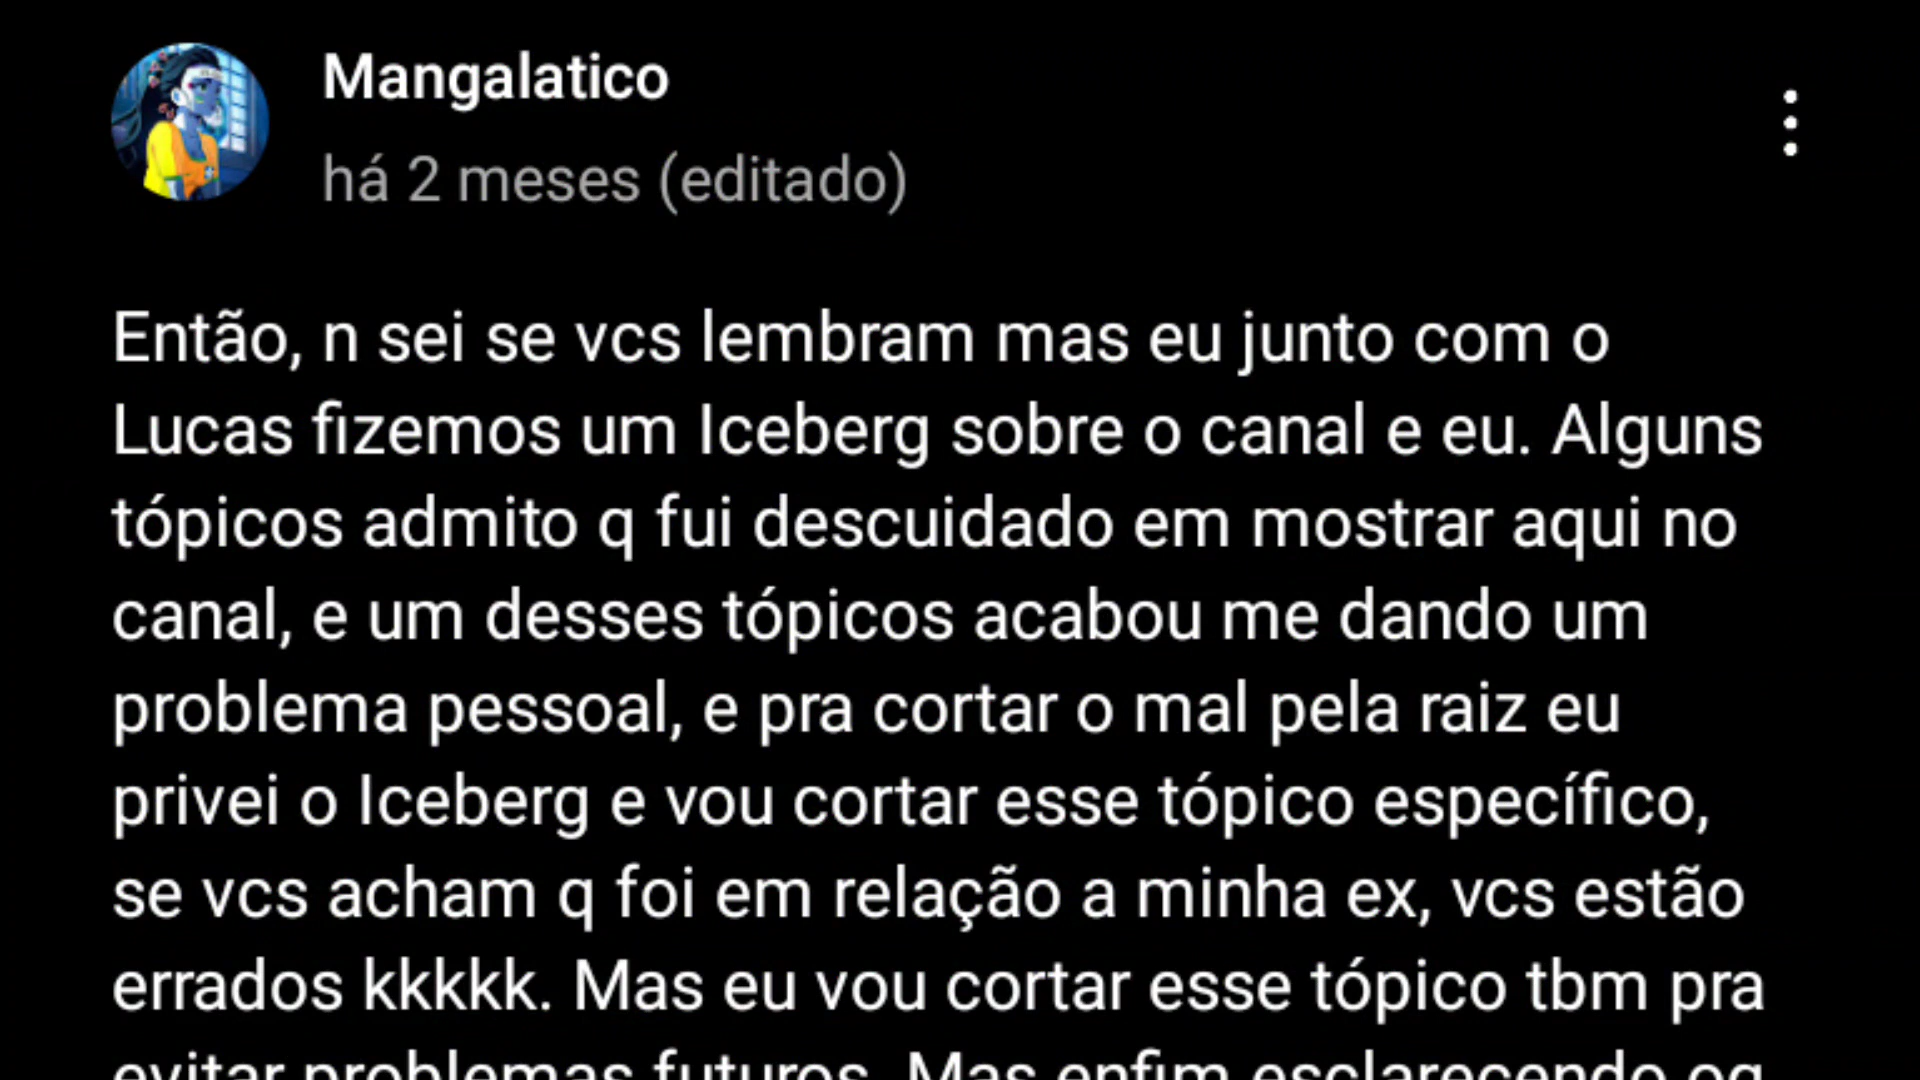 Mangalatico
há 2 meses (editado)
Então, n sei se vcs lembram mas eu junto com o
Lucas fizemos um Iceberg sobre o canal e eu. Alguns
tópicos admito q fui descuidado em mostrar aqui no
canal, e um desses tópicos acabou me dando um
problema pessoal, e pra cortar o mal pela raiz eu
privei o Iceberg e vou cortar esse tópico específico,
se vcs acham q foi em relação a minha ex, vcs estão
errados kkkkk. Mas eu vou cortar esse tópico tbm pra
evitar problemas futuros. Mas enfim esclarecendo oq